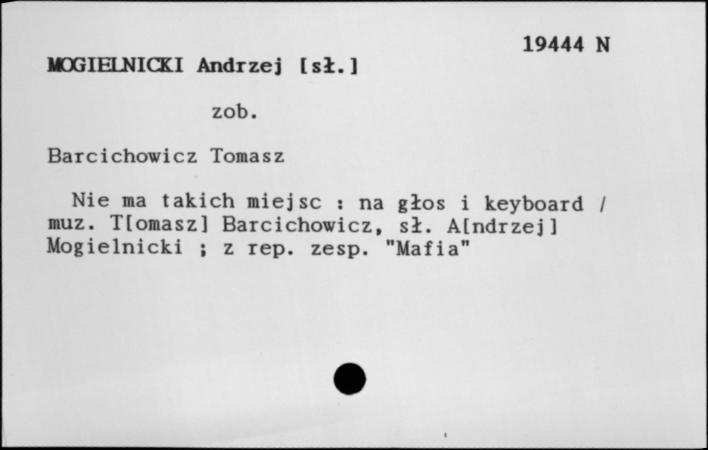 19444 N
MOGIELNICKI Andrzej [sł.]
zob.
Barcichowicz Tomasz
Nie ma takich miejsc : na głos i keyboard /
muz. T[omasz] Barcichowicz, sł. A[ndrzej]
Mogielnicki ; z rep. zesp. "Mafia"